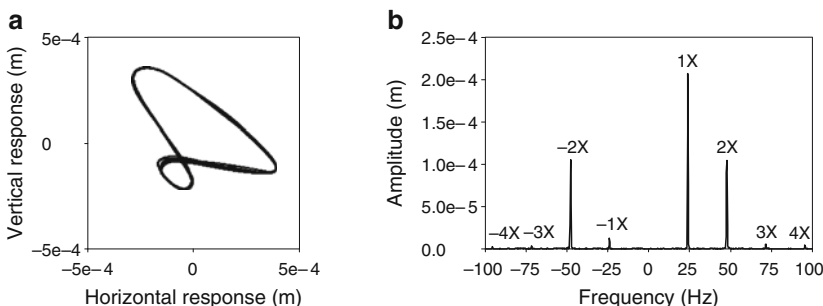 a
5e−4
0
−5e−4
−5e−4
0
5e−4
Vertical response (m)
Horizontal response (m)
b
2.5e−4
2.0e−4
1.5e−4
1.0e−4
5.0e−5
0.0
−100
−75
−50
−25
0
25
50
75
100
Amplitude (m)
Frequency (Hz)
−4X
−3X
−2X
−1X
1X
2X
3X
4X